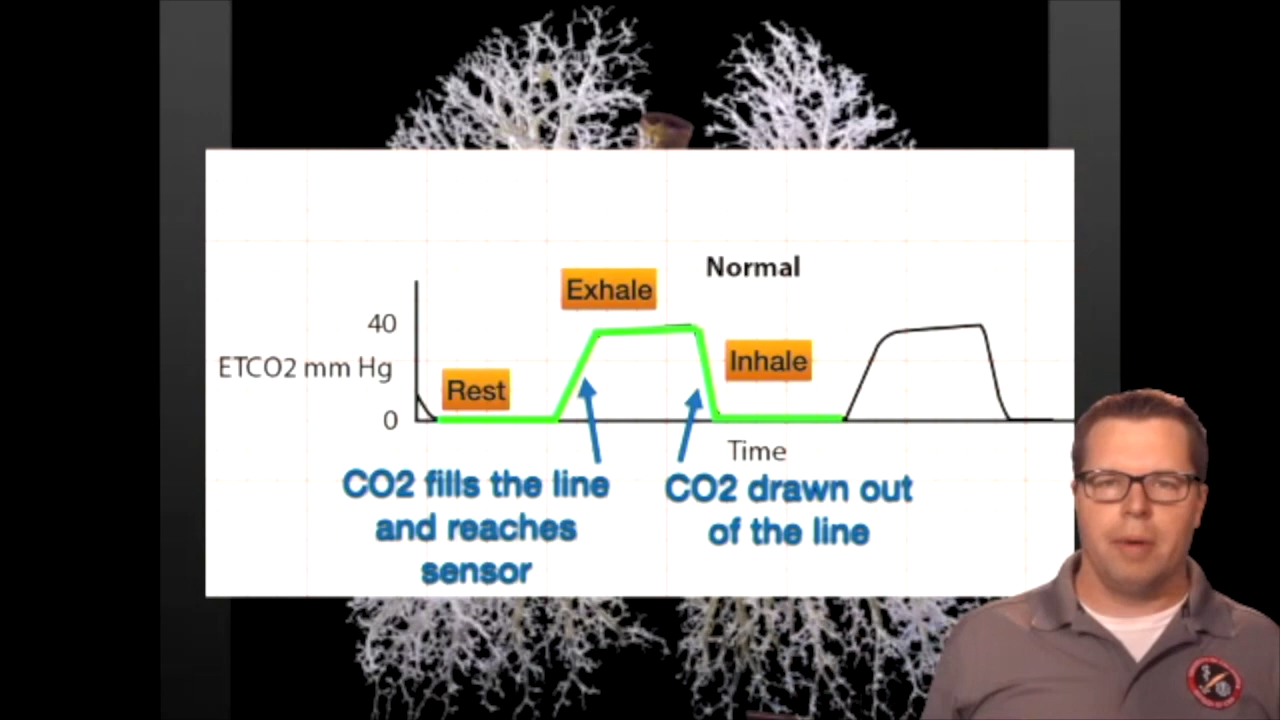 Normal
Exhale
40
Inhale
ETCO2 mm Hg
Rest
0
Time
CO2 fills the line
and reaches
sensor
CO2 drawn out
of the line